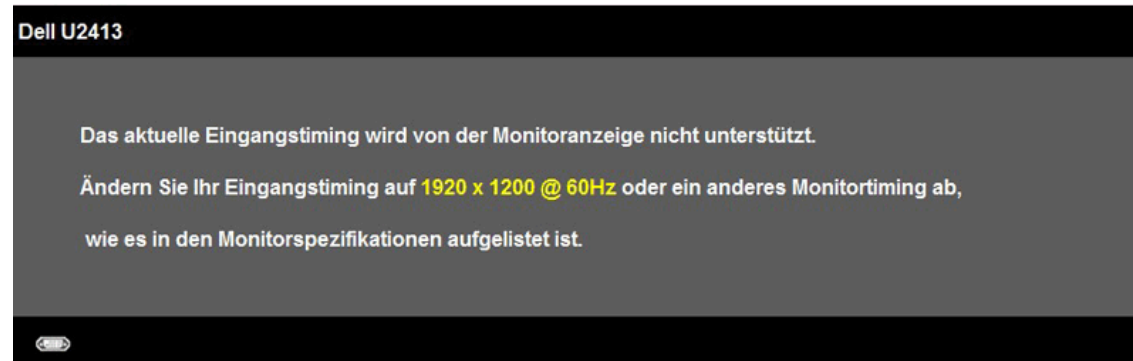 Dell U2413
Das aktuelle Eingangstiming wird von der Monitoranzeige nicht unterstützt.
Ändern Sie Ihr Eingangstiming auf 1920 x 1200 @ 60Hz oder ein anderes Monitortiming ab,
wie es in den Monitorspezifikationen aufgelistet ist.